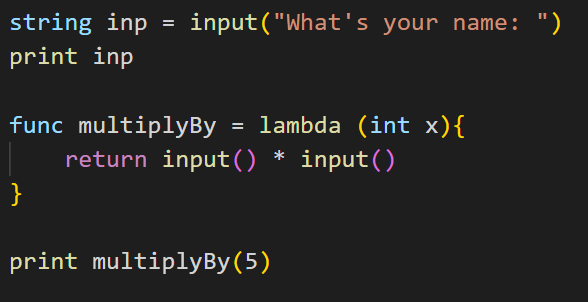 string inp = input("What's your name: ")
print inp
func multiplyBy = lambda (int x){
    return input() * input()
}
print multiplyBy(5)